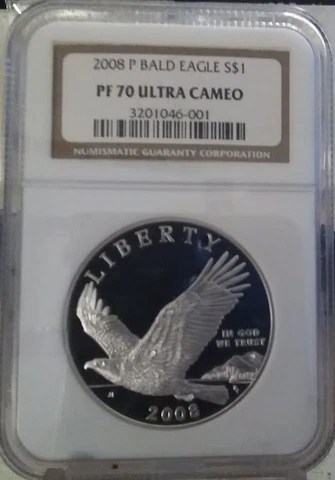 2008 P BALD EAGLE S$1
PF 70 ULTRA CAMEO
3201046-001
NUMISMATIC GUARANTY CORPORATION
LIBERTY
IN GOD
WE TRUST
2008